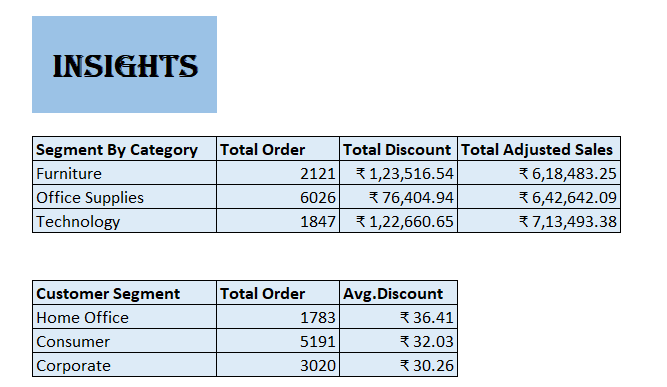 INSIGHTS
Segment By Category Total Order Total Discount Total Adjusted Sales
Furniture 2121 ₹ 1,23,516.54 ₹ 6,18,483.25
Office Supplies 6026 ₹ 76,404.94 ₹ 6,42,642.09
Technology 1847 ₹ 1,22,660.65 ₹ 7,13,493.38
Customer Segment Total Order Avg.Discount
Home Office 1783 ₹ 36.41
Consumer 5191 ₹ 32.03
Corporate 3020 ₹ 30.26